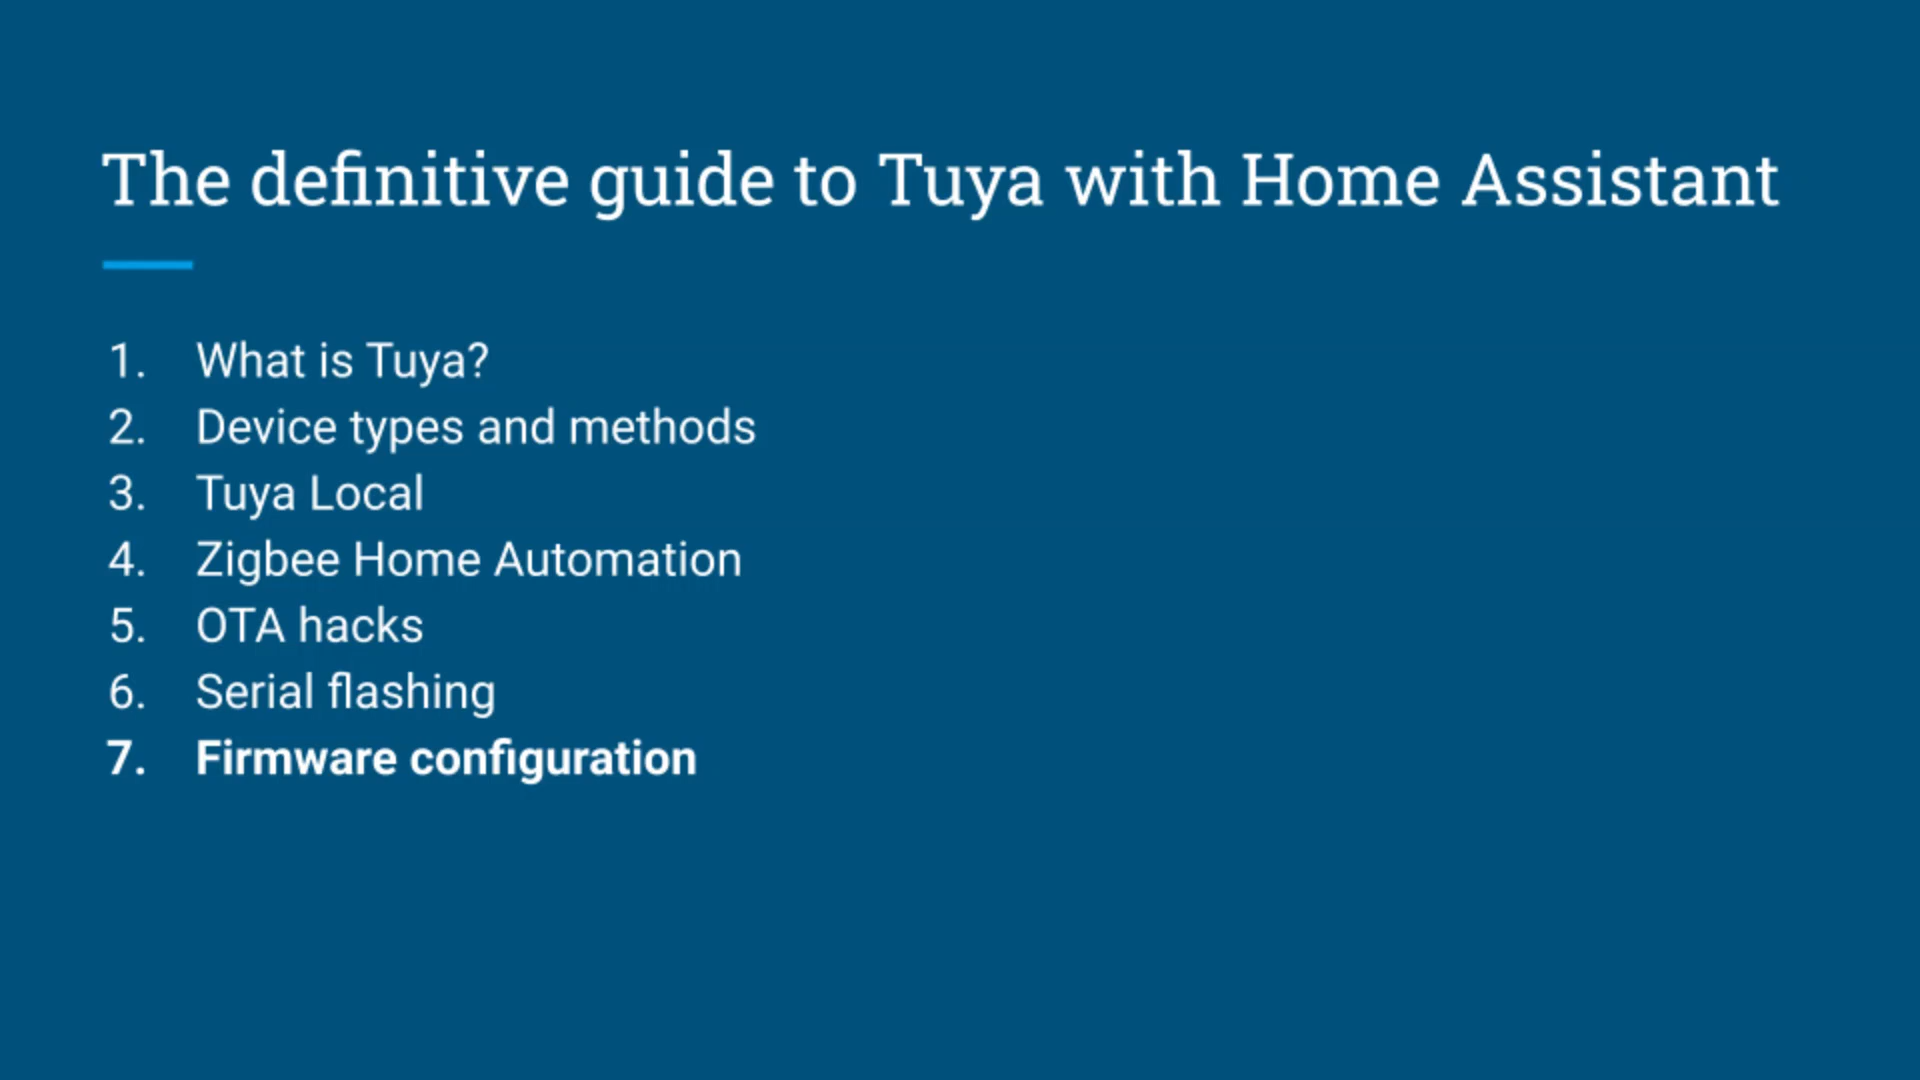 The definitive guide to Tuya with Home Assistant
1. What is Tuya?
2. Device types and methods
3. Tuya Local
4. Zigbee Home Automation
5. OTA hacks
6. Serial flashing
7. Firmware configuration